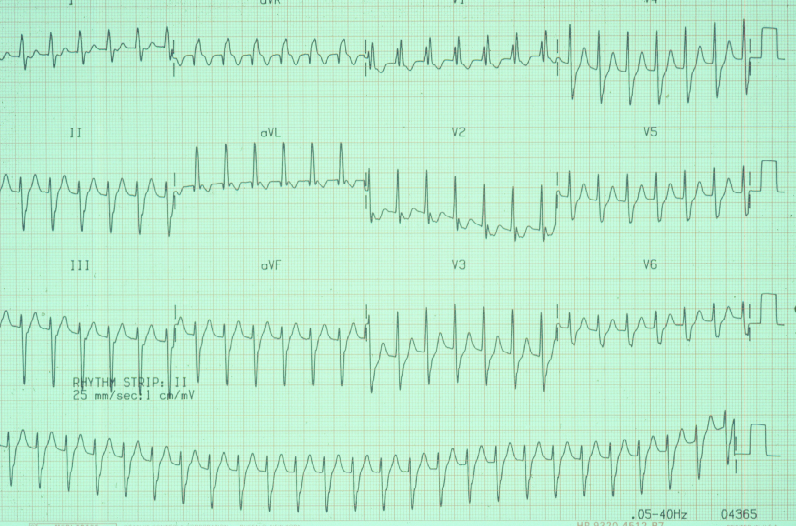 I aVR V1 V4
II aVL V2 V5
III aVF V3 V6
RHYTHM STRIP: II
25 mm/sec:1 cm/mV
.05-40Hz 04365